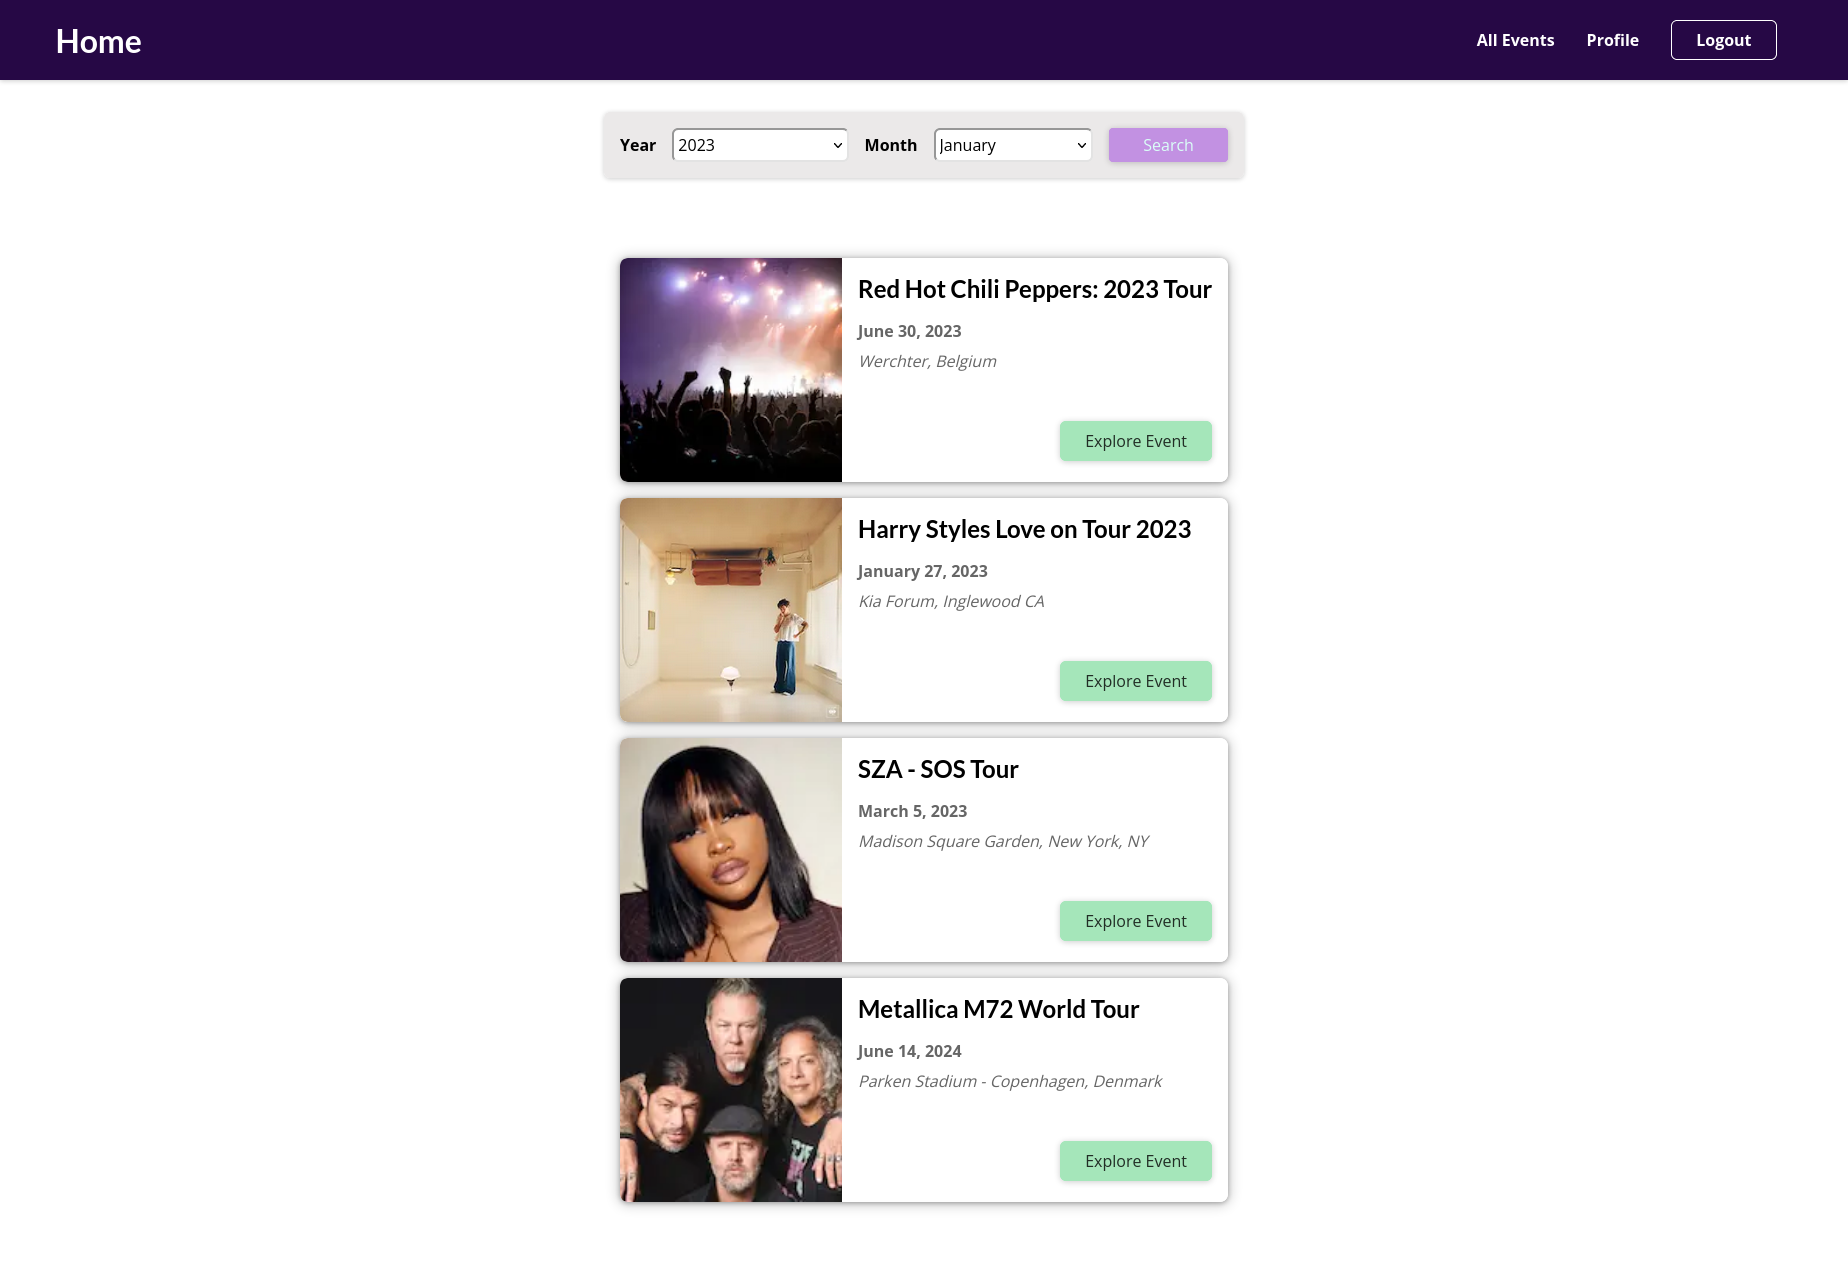 Home
All Events
Profile
Logout
Year
2023
Month
January
Search
Red Hot Chili Peppers: 2023 Tour
June 30, 2023
Werchter, Belgium
Explore Event
Harry Styles Love on Tour 2023
January 27, 2023
Kia Forum, Inglewood CA
Explore Event
SZA - SOS Tour
March 5, 2023
Madison Square Garden, New York, NY
Explore Event
Metallica M72 World Tour
June 14, 2024
Parken Stadium - Copenhagen, Denmark
Explore Event